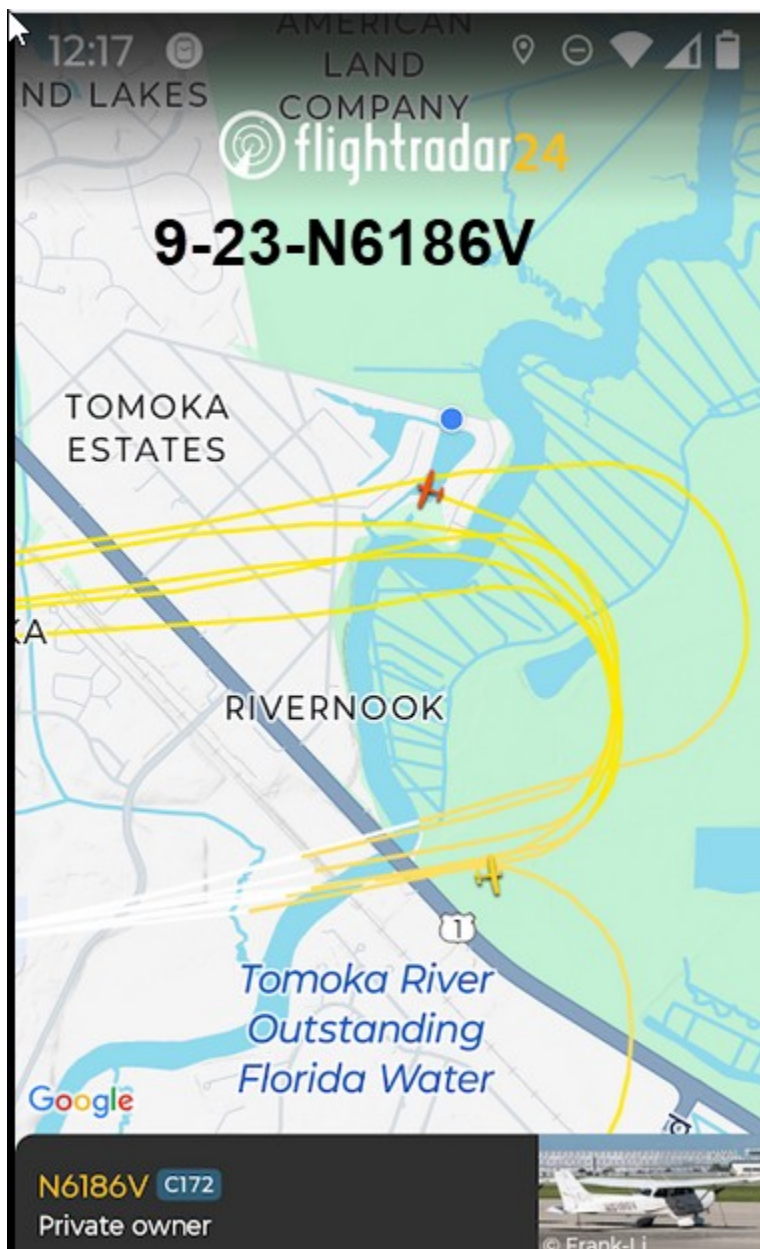 AMERICAN
12:17
LAND
ND LAKES
COMPANY
flightradar24
9-23-N6186V
TOMOKA
ESTATES
KA
RIVERNOOK
1
Tomoka River
Outstanding
Florida Water
Google
N6186V C172
Private owner
© Frank-Li